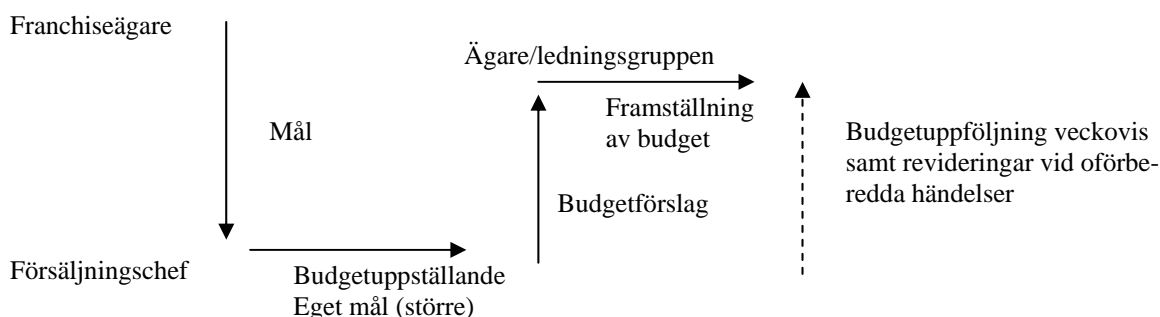 Franchiseägare
Ägare/ledningsgruppen
Framställning
av budget
Mål
Budgetuppföljning veckovis
samt revideringar vid oförbe-
redda händelser
Budgetförslag
Försäljningschef
Budgetuppställande
Eget mål (större)